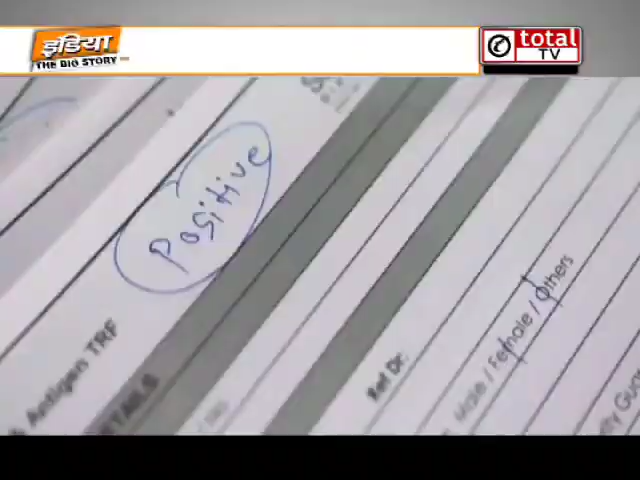 इंडिया
THE BIG STORY
total
TV
Positive
Antigen TRF
Ref Dr.
Male / Female / Others